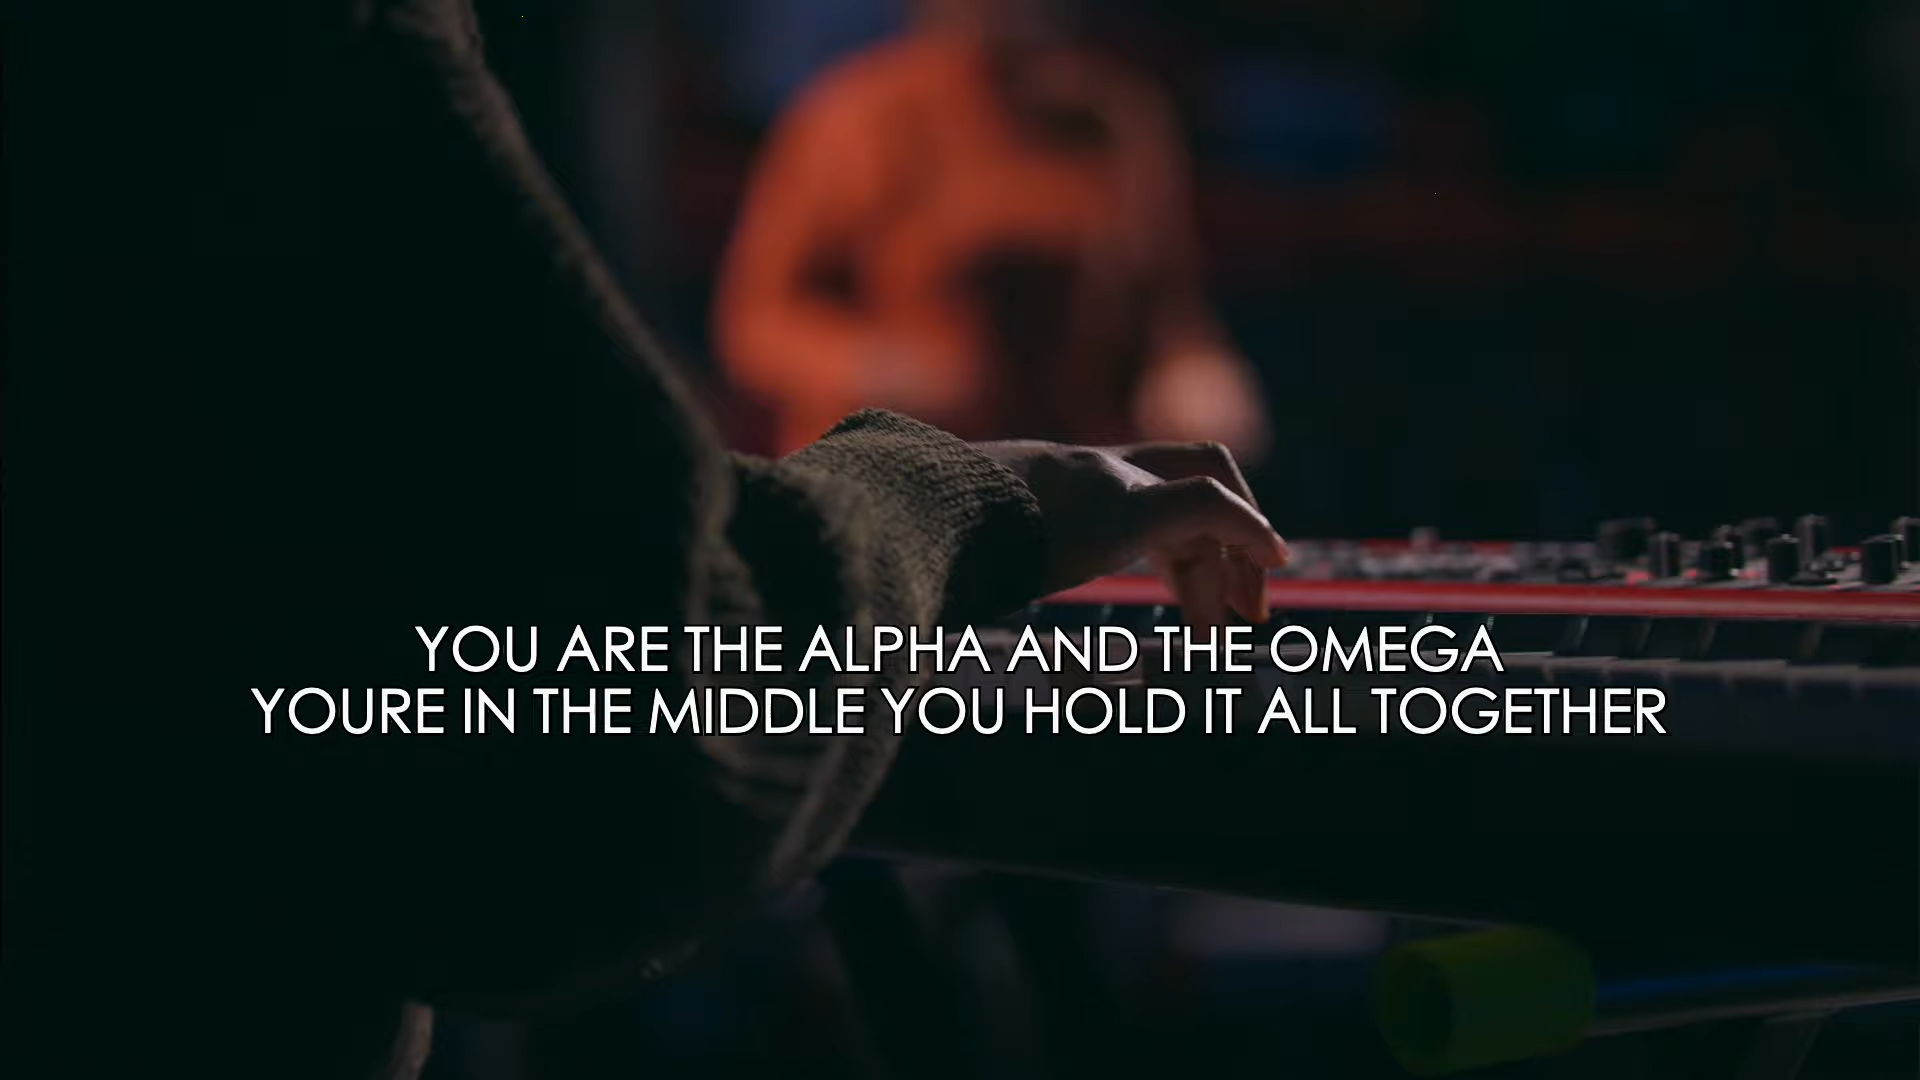 YOU ARE THE ALPHA AND THE OMEGA
YOURE IN THE MIDDLE YOU HOLD IT ALL TOGETHER